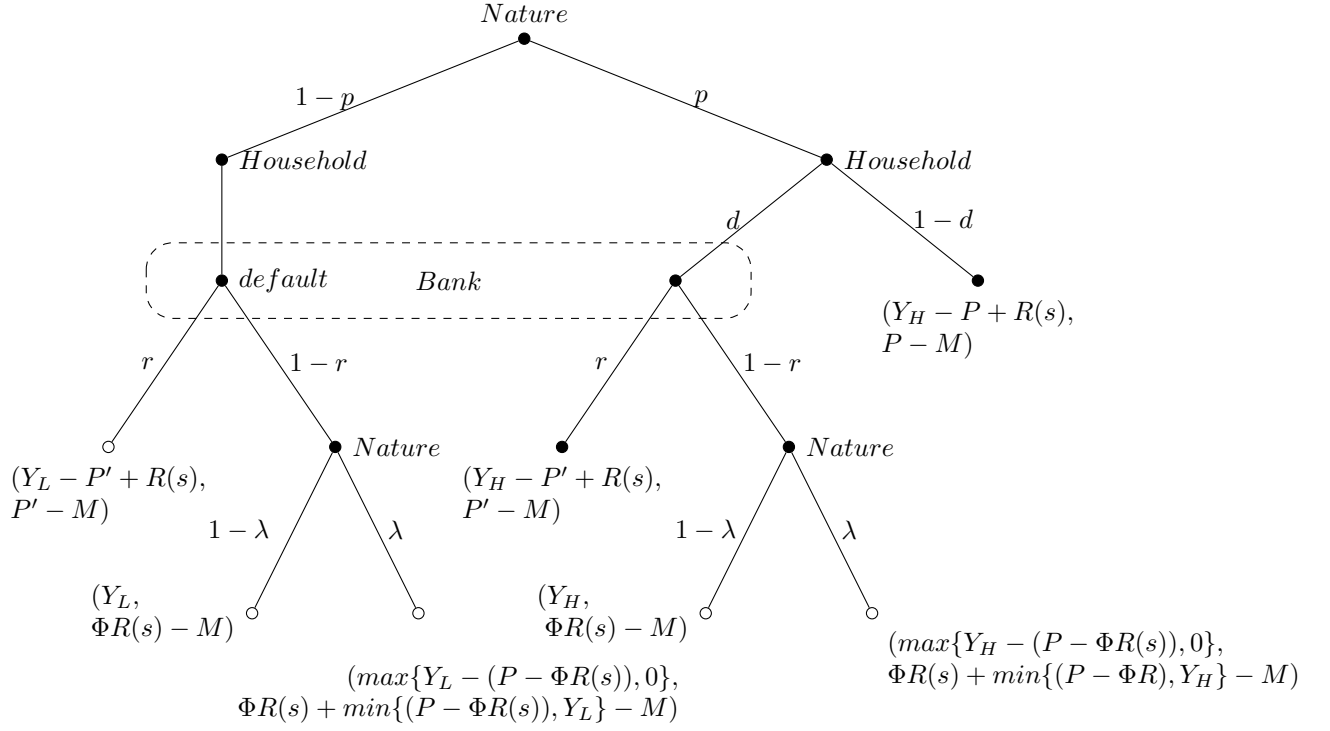 Nature
1 − p
p
Household
Household
d
1 − d
default
Bank
(Y_H − P + R(s),
P − M)
r
1 − r
r
1 − r
Nature
Nature
(Y_L − P′ + R(s),
P′ − M)
(Y_H − P′ + R(s),
P′ − M)
1 − λ
λ
1 − λ
λ
(Y_L,
ΦR(s) − M)
(Y_H,
ΦR(s) − M)
(max{Y_H − (P − ΦR(s)), 0},
ΦR(s) + min{(P − ΦR), Y_H} − M)
(max{Y_L − (P − ΦR(s)), 0},
ΦR(s) + min{(P − ΦR(s)), Y_L} − M)